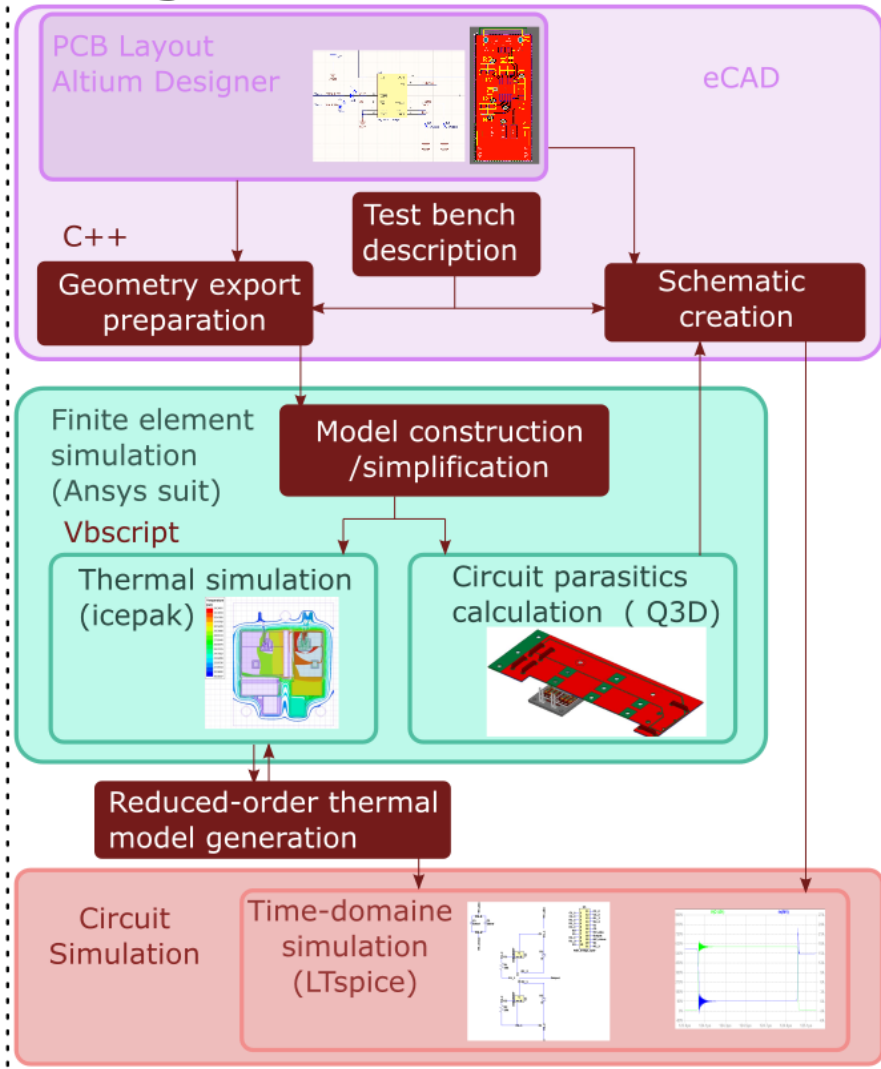 PCB Layout
Altium Designer
eCAD
Test bench
description
C++
Geometry export
preparation
Schematic
creation
Finite element
simulation
(Ansys suit)
Model construction
/simplification
Vbscript
Thermal simulation
(icepak)
Circuit parasitics
calculation ( Q3D)
Reduced-order thermal
model generation
Circuit
Simulation
Time-domaine
simulation
(LTspice)